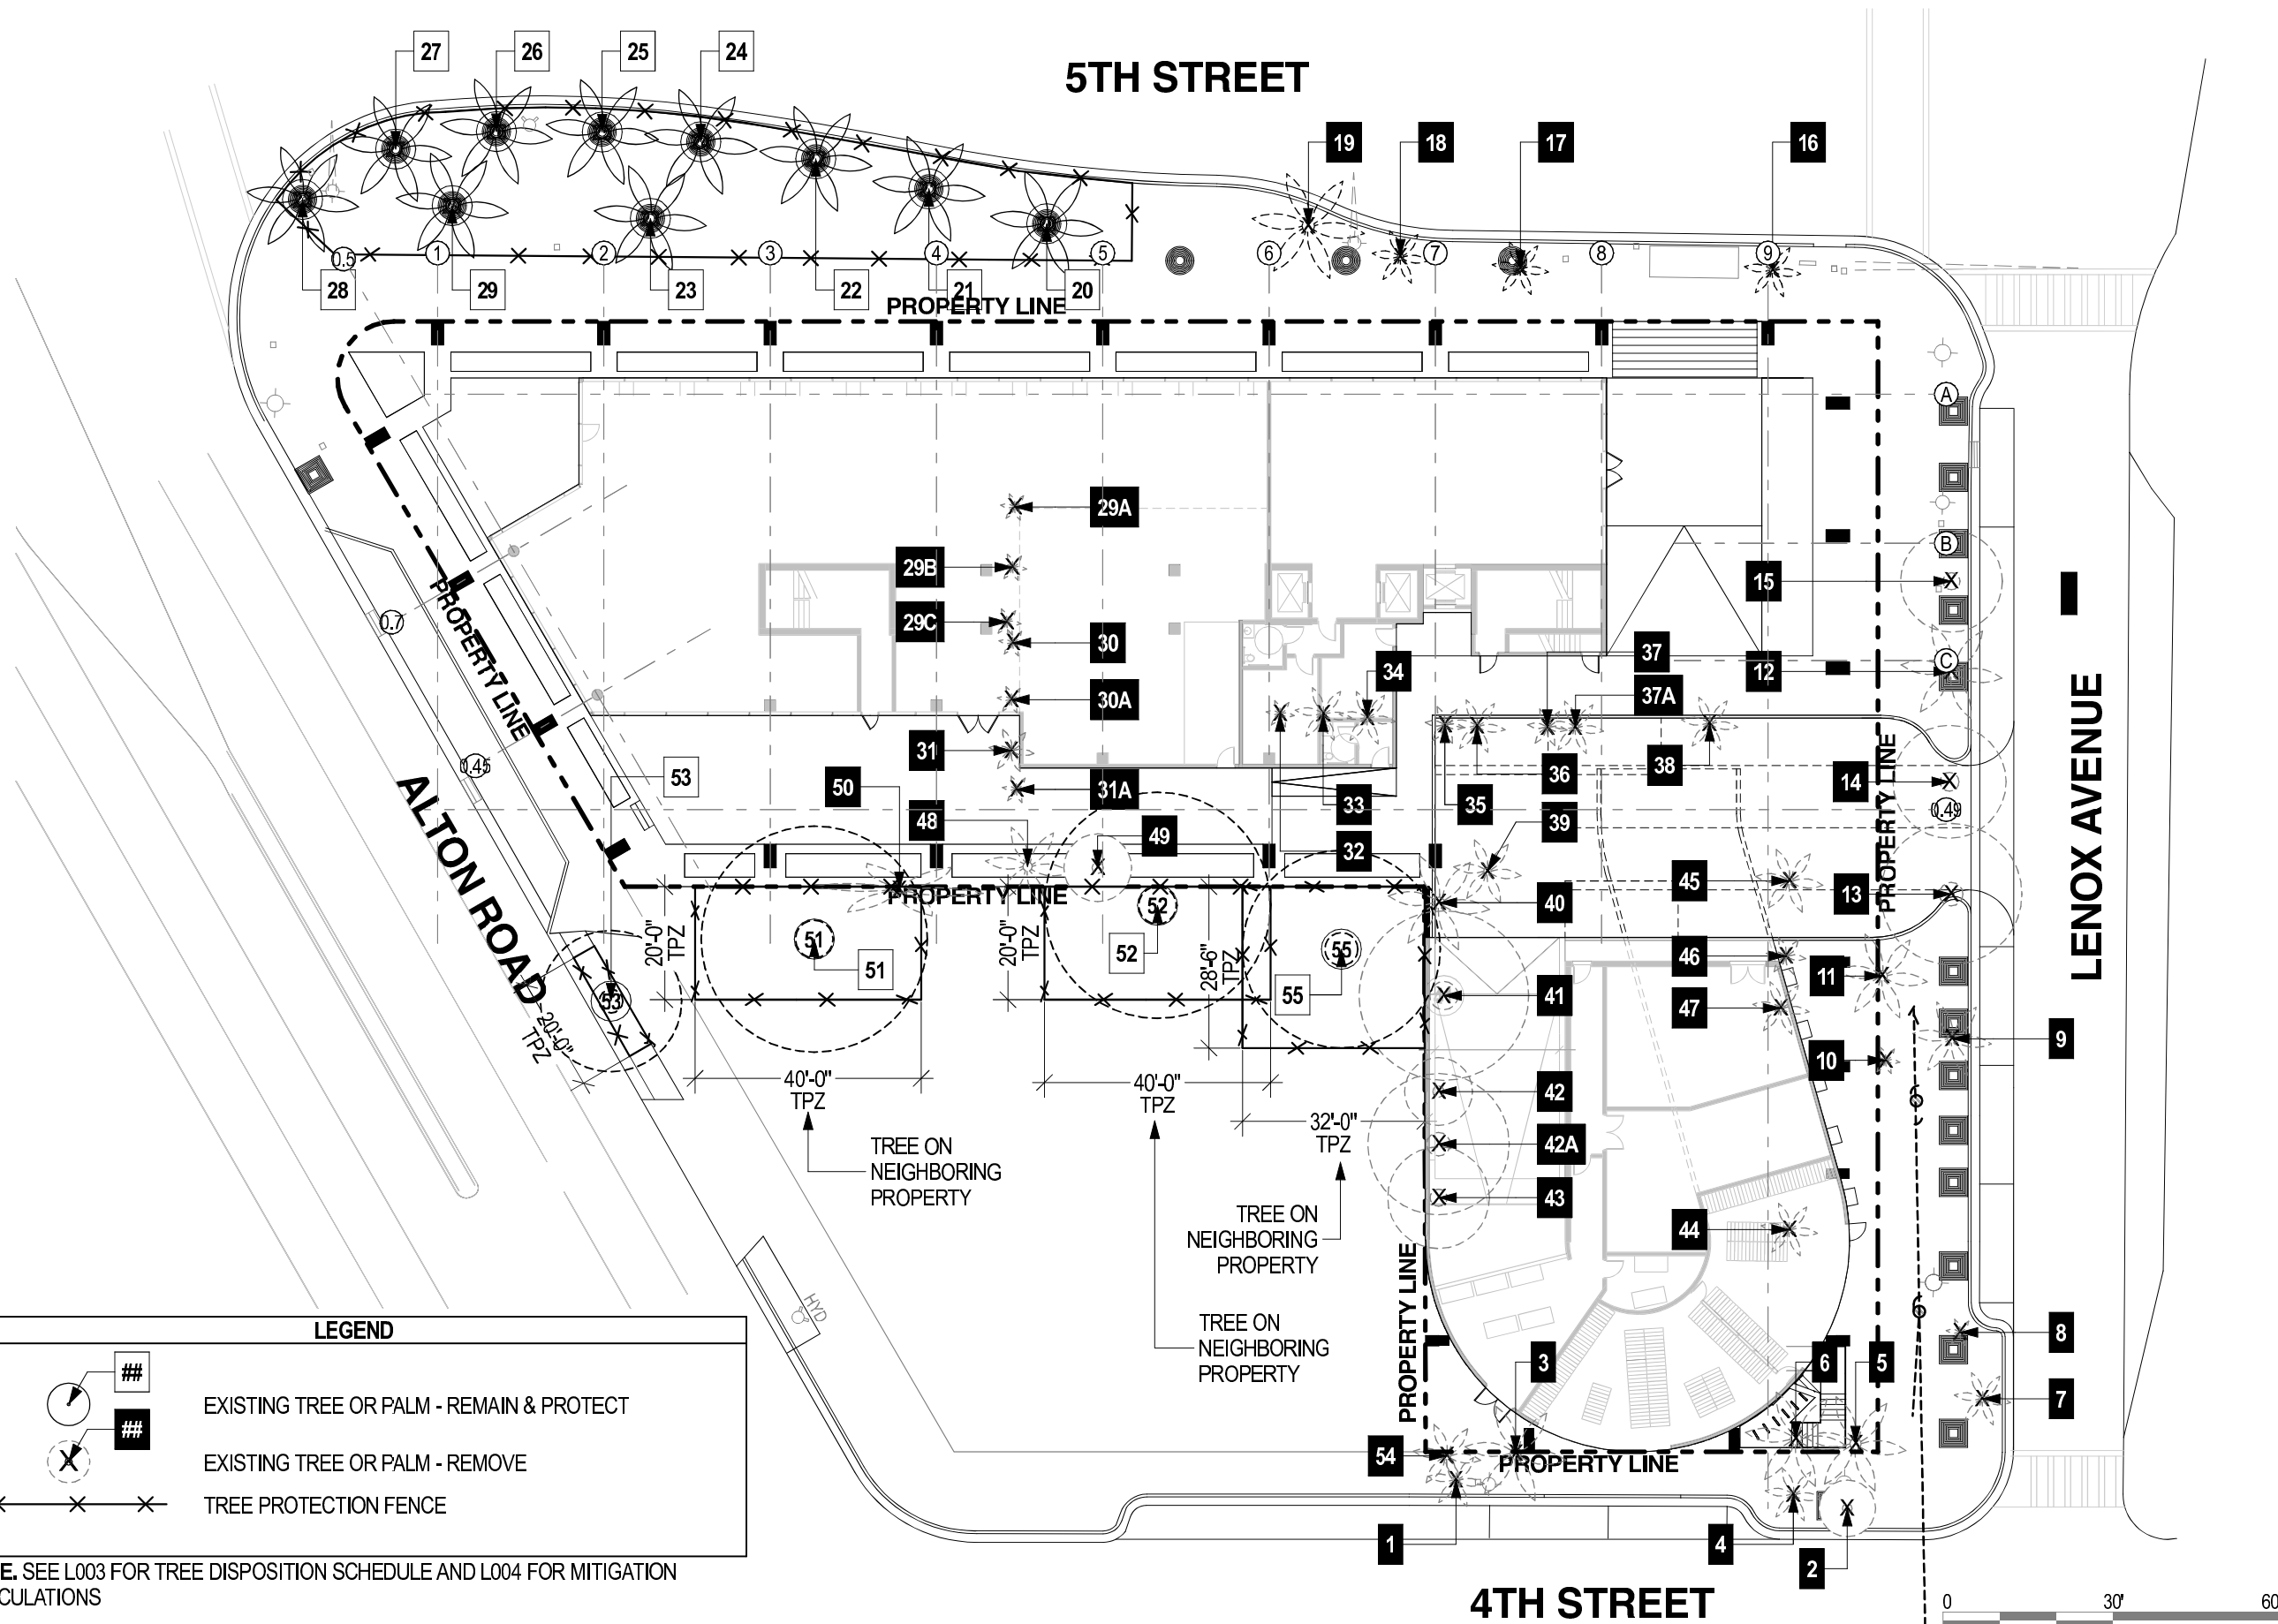 27
26
25
24
5TH STREET
19
18
17
16
0.5
1
2
3
4
5
6
7
8
9
28
29
23
22
21
20
PROPERTY LINE
A
29A
B
29B
15
29C
0.7
30
37
C
34
12
PROPERTY LINE
37A
30A
31
38
36
53
0.45
50
31A
14
PROPERTY LINE
33
35
0.49
48
39
49
32
ALTON ROAD
LENOX AVENUE
45
13
PROPERTY LINE
40
52
20'-0"
TPZ
51
20'-0"
TPZ
28'-6"
TPZ
55
46
52
51
11
55
41
53
47
20'-0"
TPZ
9
10
40'-0"
TPZ
40'-0"
TPZ
42
32'-0"
TPZ
42A
TREE ON
NEIGHBORING
PROPERTY
43
TREE ON
NEIGHBORING
PROPERTY
44
PROPERTY LINE
HYD
TREE ON
NEIGHBORING
PROPERTY
8
3
6
5
7
LEGEND
##
EXISTING TREE OR PALM - REMAIN & PROTECT
##
X
EXISTING TREE OR PALM - REMOVE
TREE PROTECTION FENCE
54
PROPERTY LINE
1
4
2
E. SEE L003 FOR TREE DISPOSITION SCHEDULE AND L004 FOR MITIGATION
CULATIONS
4TH STREET
0
30'
60